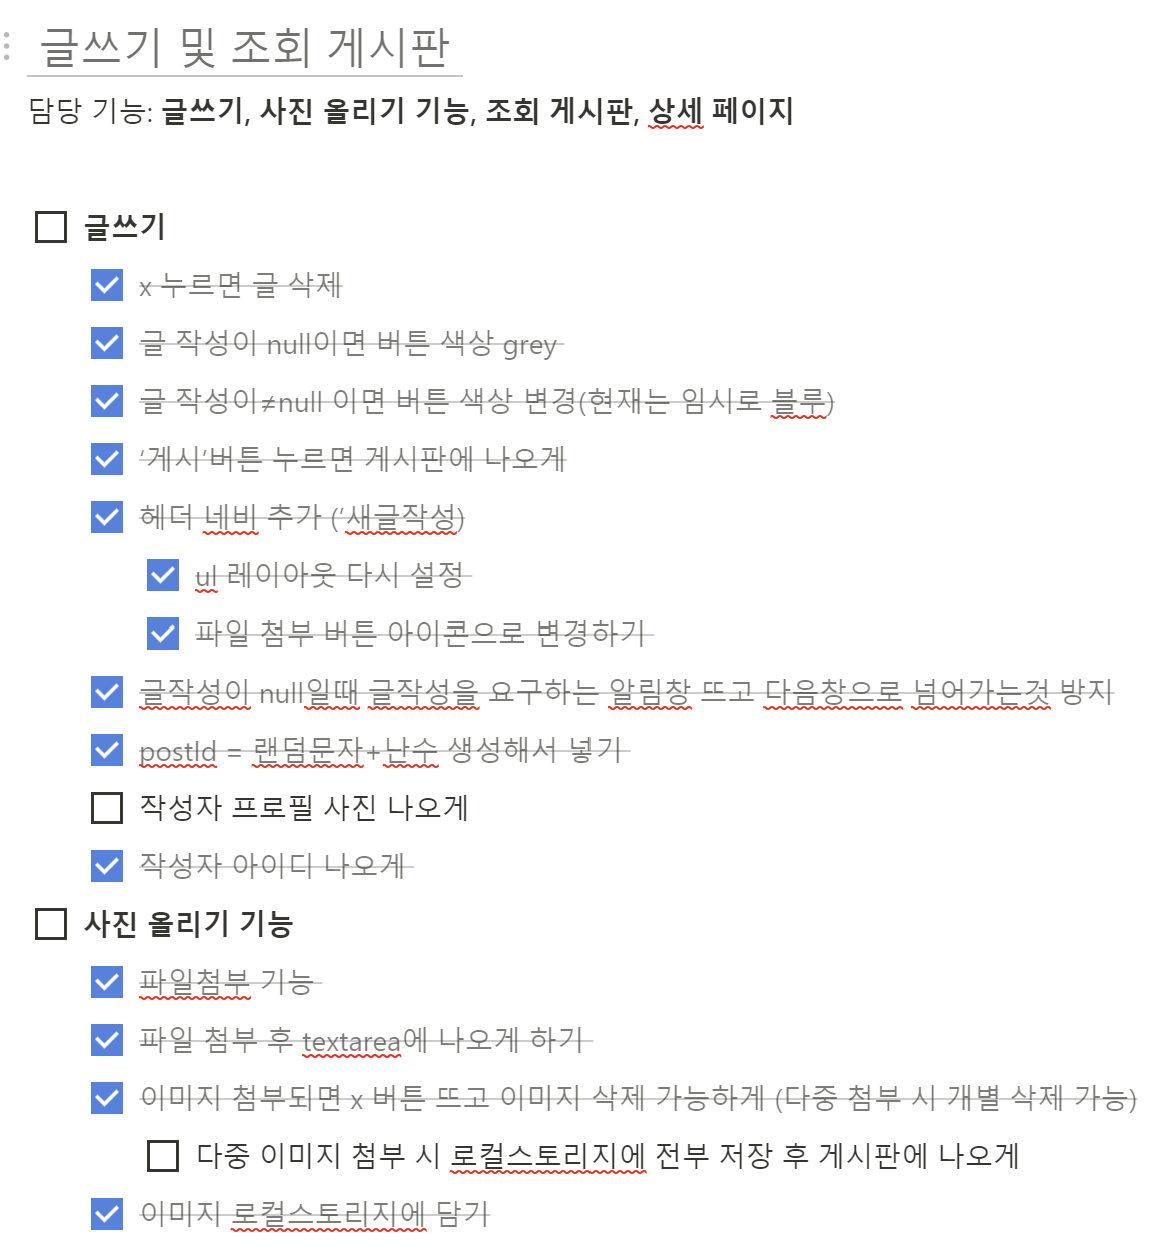 글쓰기 및 조회 게시판
담당 기능: 글쓰기, 사진 올리기 기능, 조회 게시판, 상세 페이지
글쓰기
x 누르면 글 삭제
글 작성이 null이면 버튼 색상 grey
글 작성이≠null 이면 버튼 색상 변경(현재는 임시로 블루)
‘게시’버튼 누르면 게시판에 나오게
헤더 네비 추가 (‘새글작성)
ul 레이아웃 다시 설정
파일 첨부 버튼 아이콘으로 변경하기
글작성이 null일때 글작성을 요구하는 알림창 뜨고 다음창으로 넘어가는것 방지
postId = 랜덤문자+난수 생성해서 넣기
작성자 프로필 사진 나오게
작성자 아이디 나오게
사진 올리기 기능
파일첨부 기능
파일 첨부 후 textarea에 나오게 하기
이미지 첨부되면 x 버튼 뜨고 이미지 삭제 가능하게 (다중 첨부 시 개별 삭제 가능)
다중 이미지 첨부 시 로컬스토리지에 전부 저장 후 게시판에 나오게
이미지 로컬스토리지에 담기